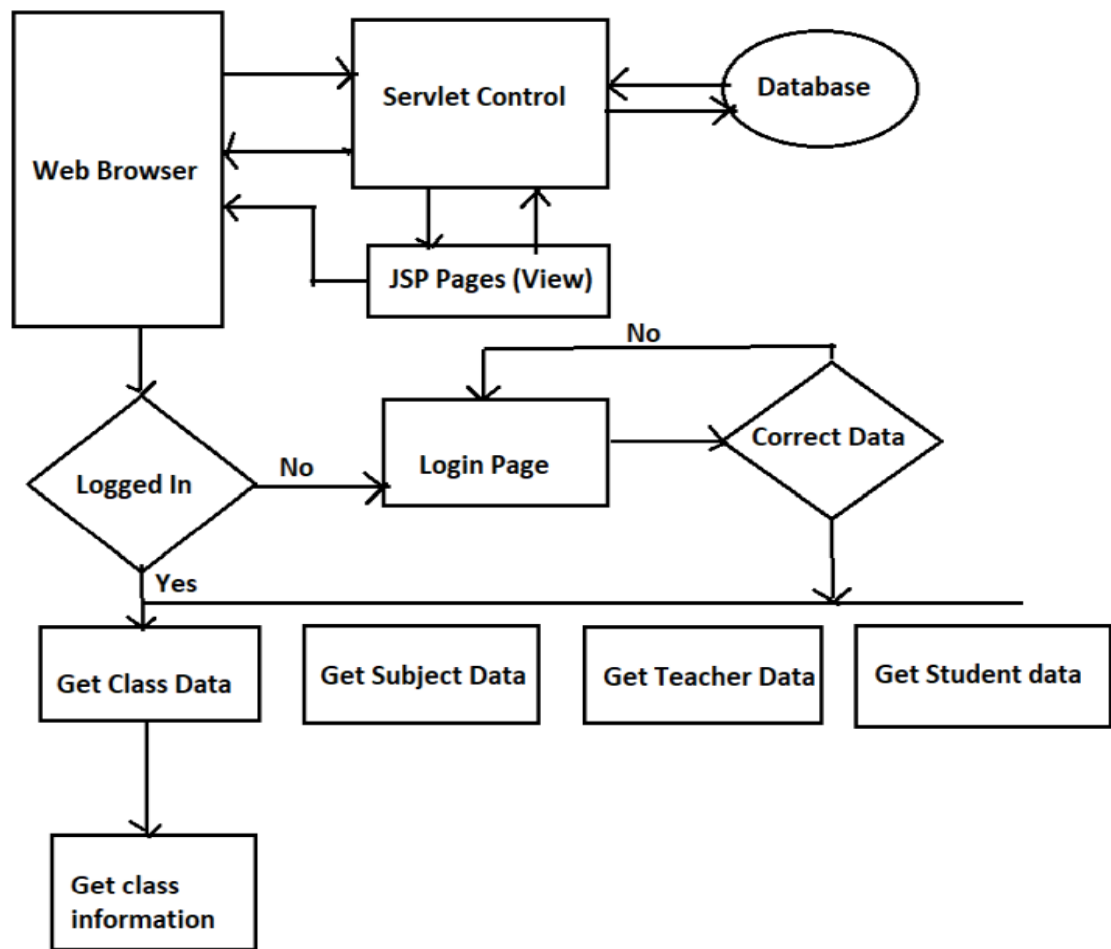 Servlet Control
Database
Web Browser
JSP Pages (View)
No
Correct Data
Login Page
No
Logged In
Yes
Get Class Data
Get Subject Data
Get Teacher Data
Get Student data
Get class
information